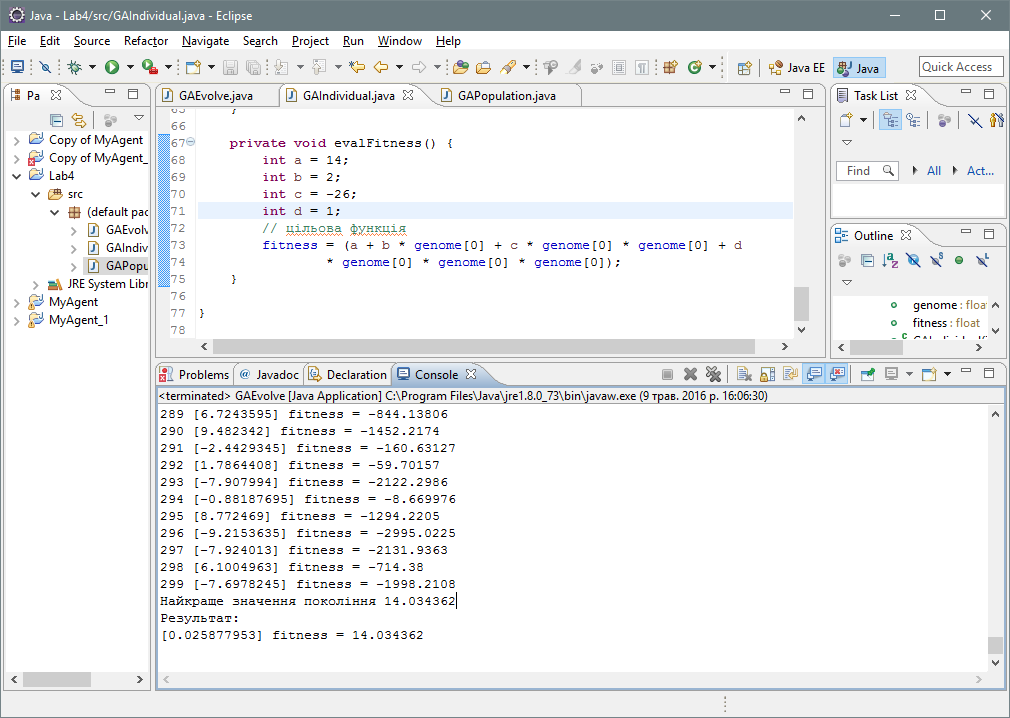 Java - Lab4/src/GAIndividual.java - Eclipse
File Edit Source Refactor Navigate Search Project Run Window Help
Quick Access
Java EE
Java
Pa
Copy of MyAgent
Copy of MyAgent_
Lab4
src
(default pac
GAEvolv
GAIndiv
GAPopu
JRE System Libr
MyAgent
MyAgent_1
GAEvolve.java
GAIndividual.java
GAPopulation.java
65 }
66
67 private void evalFitness() {
68 int a = 14;
69 int b = 2;
70 int c = -26;
71 int d = 1;
72 // цільова функція
73 fitness = (a + b * genome[0] + c * genome[0] * genome[0] + d
74 * genome[0] * genome[0] * genome[0]);
75 }
76
77 }
78
Task List
Find
All
Act...
Outline
genome : float
fitness : float
Problems
Javadoc
Declaration
Console
<terminated> GAEvolve [Java Application] C:\Program Files\Java\jre1.8.0_73\bin\javaw.exe (9 трав. 2016 р. 16:06:30)
289 [6.7243595] fitness = -844.13806
290 [9.482342] fitness = -1452.2174
291 [-2.4429345] fitness = -160.63127
292 [1.7864408] fitness = -59.70157
293 [-7.907994] fitness = -2122.2986
294 [-0.88187695] fitness = -8.669976
295 [8.772469] fitness = -1294.2205
296 [-9.2153635] fitness = -2995.0225
297 [-7.924013] fitness = -2131.9363
298 [6.1004963] fitness = -714.38
299 [-7.6978245] fitness = -1998.2108
Найкраще значення покоління 14.034362
Результат:
[0.025877953] fitness = 14.034362